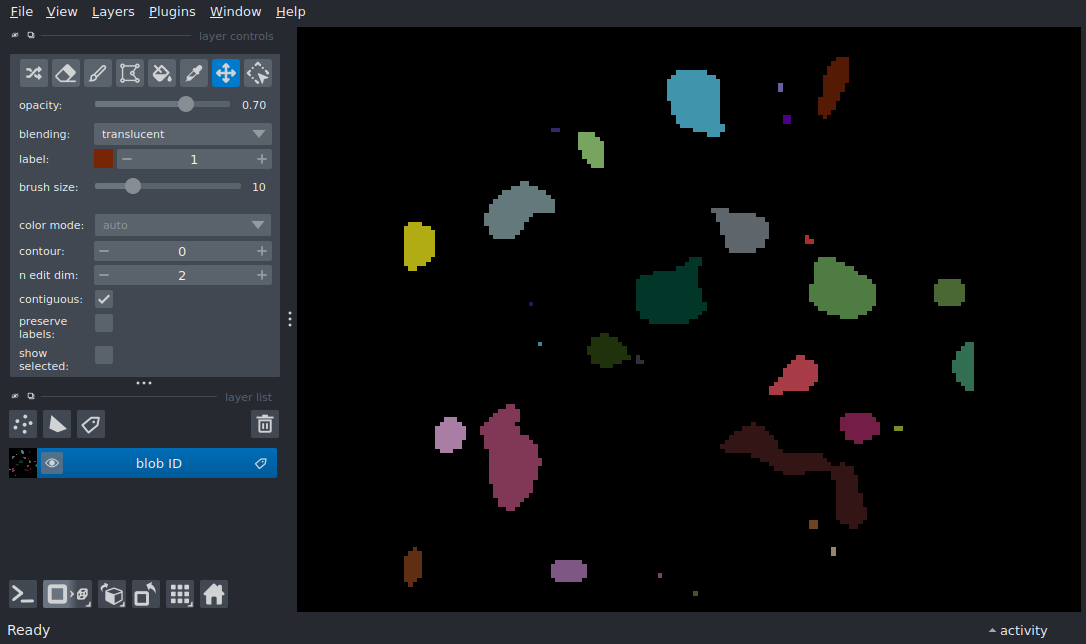 File View Layers Plugins Window Help
layer controls
opacity: 0.70
blending: translucent
label: 1
brush size: 10
color mode: auto
contour: 0
n edit dim: 2
contiguous:
preserve
labels:
show
selected:
layer list
blob ID
Ready
activity